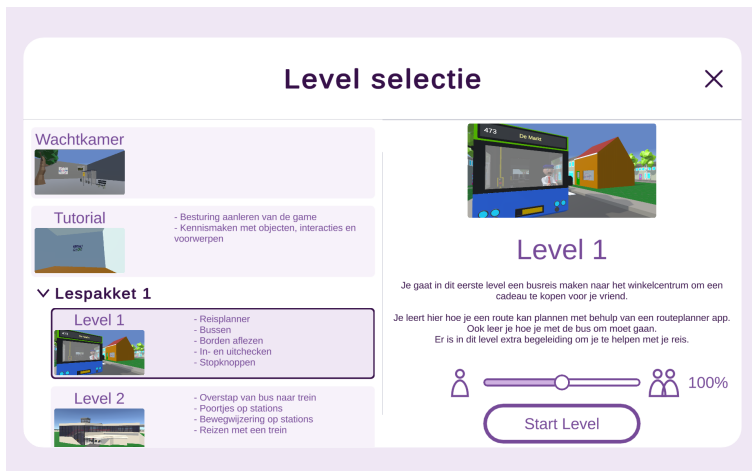 Level selectie
Wachtkamer
Tutorial
- Besturing aanleren van de game
- Kennismaken met objecten, interacties en
voorwerpen
Lespakket 1
Level 1
- Reisplanner
- Bussen
- Borden aflezen
- In- en uitchecken
- Stopknoppen
Level 2
- Overstap van bus naar trein
- Poortjes op stations
- Bewegwijzering op stations
- Reizen met een trein
473 De Markt
Level 1
Je gaat in dit eerste level een busreis maken naar het winkelcentrum om een
cadeau te kopen voor je vriend.
Je leert hier hoe je een route kan plannen met behulp van een routeplanner app.
Ook leer je hoe je met de bus om moet gaan.
Er is in dit level extra begeleiding om je te helpen met je reis.
100%
Start Level